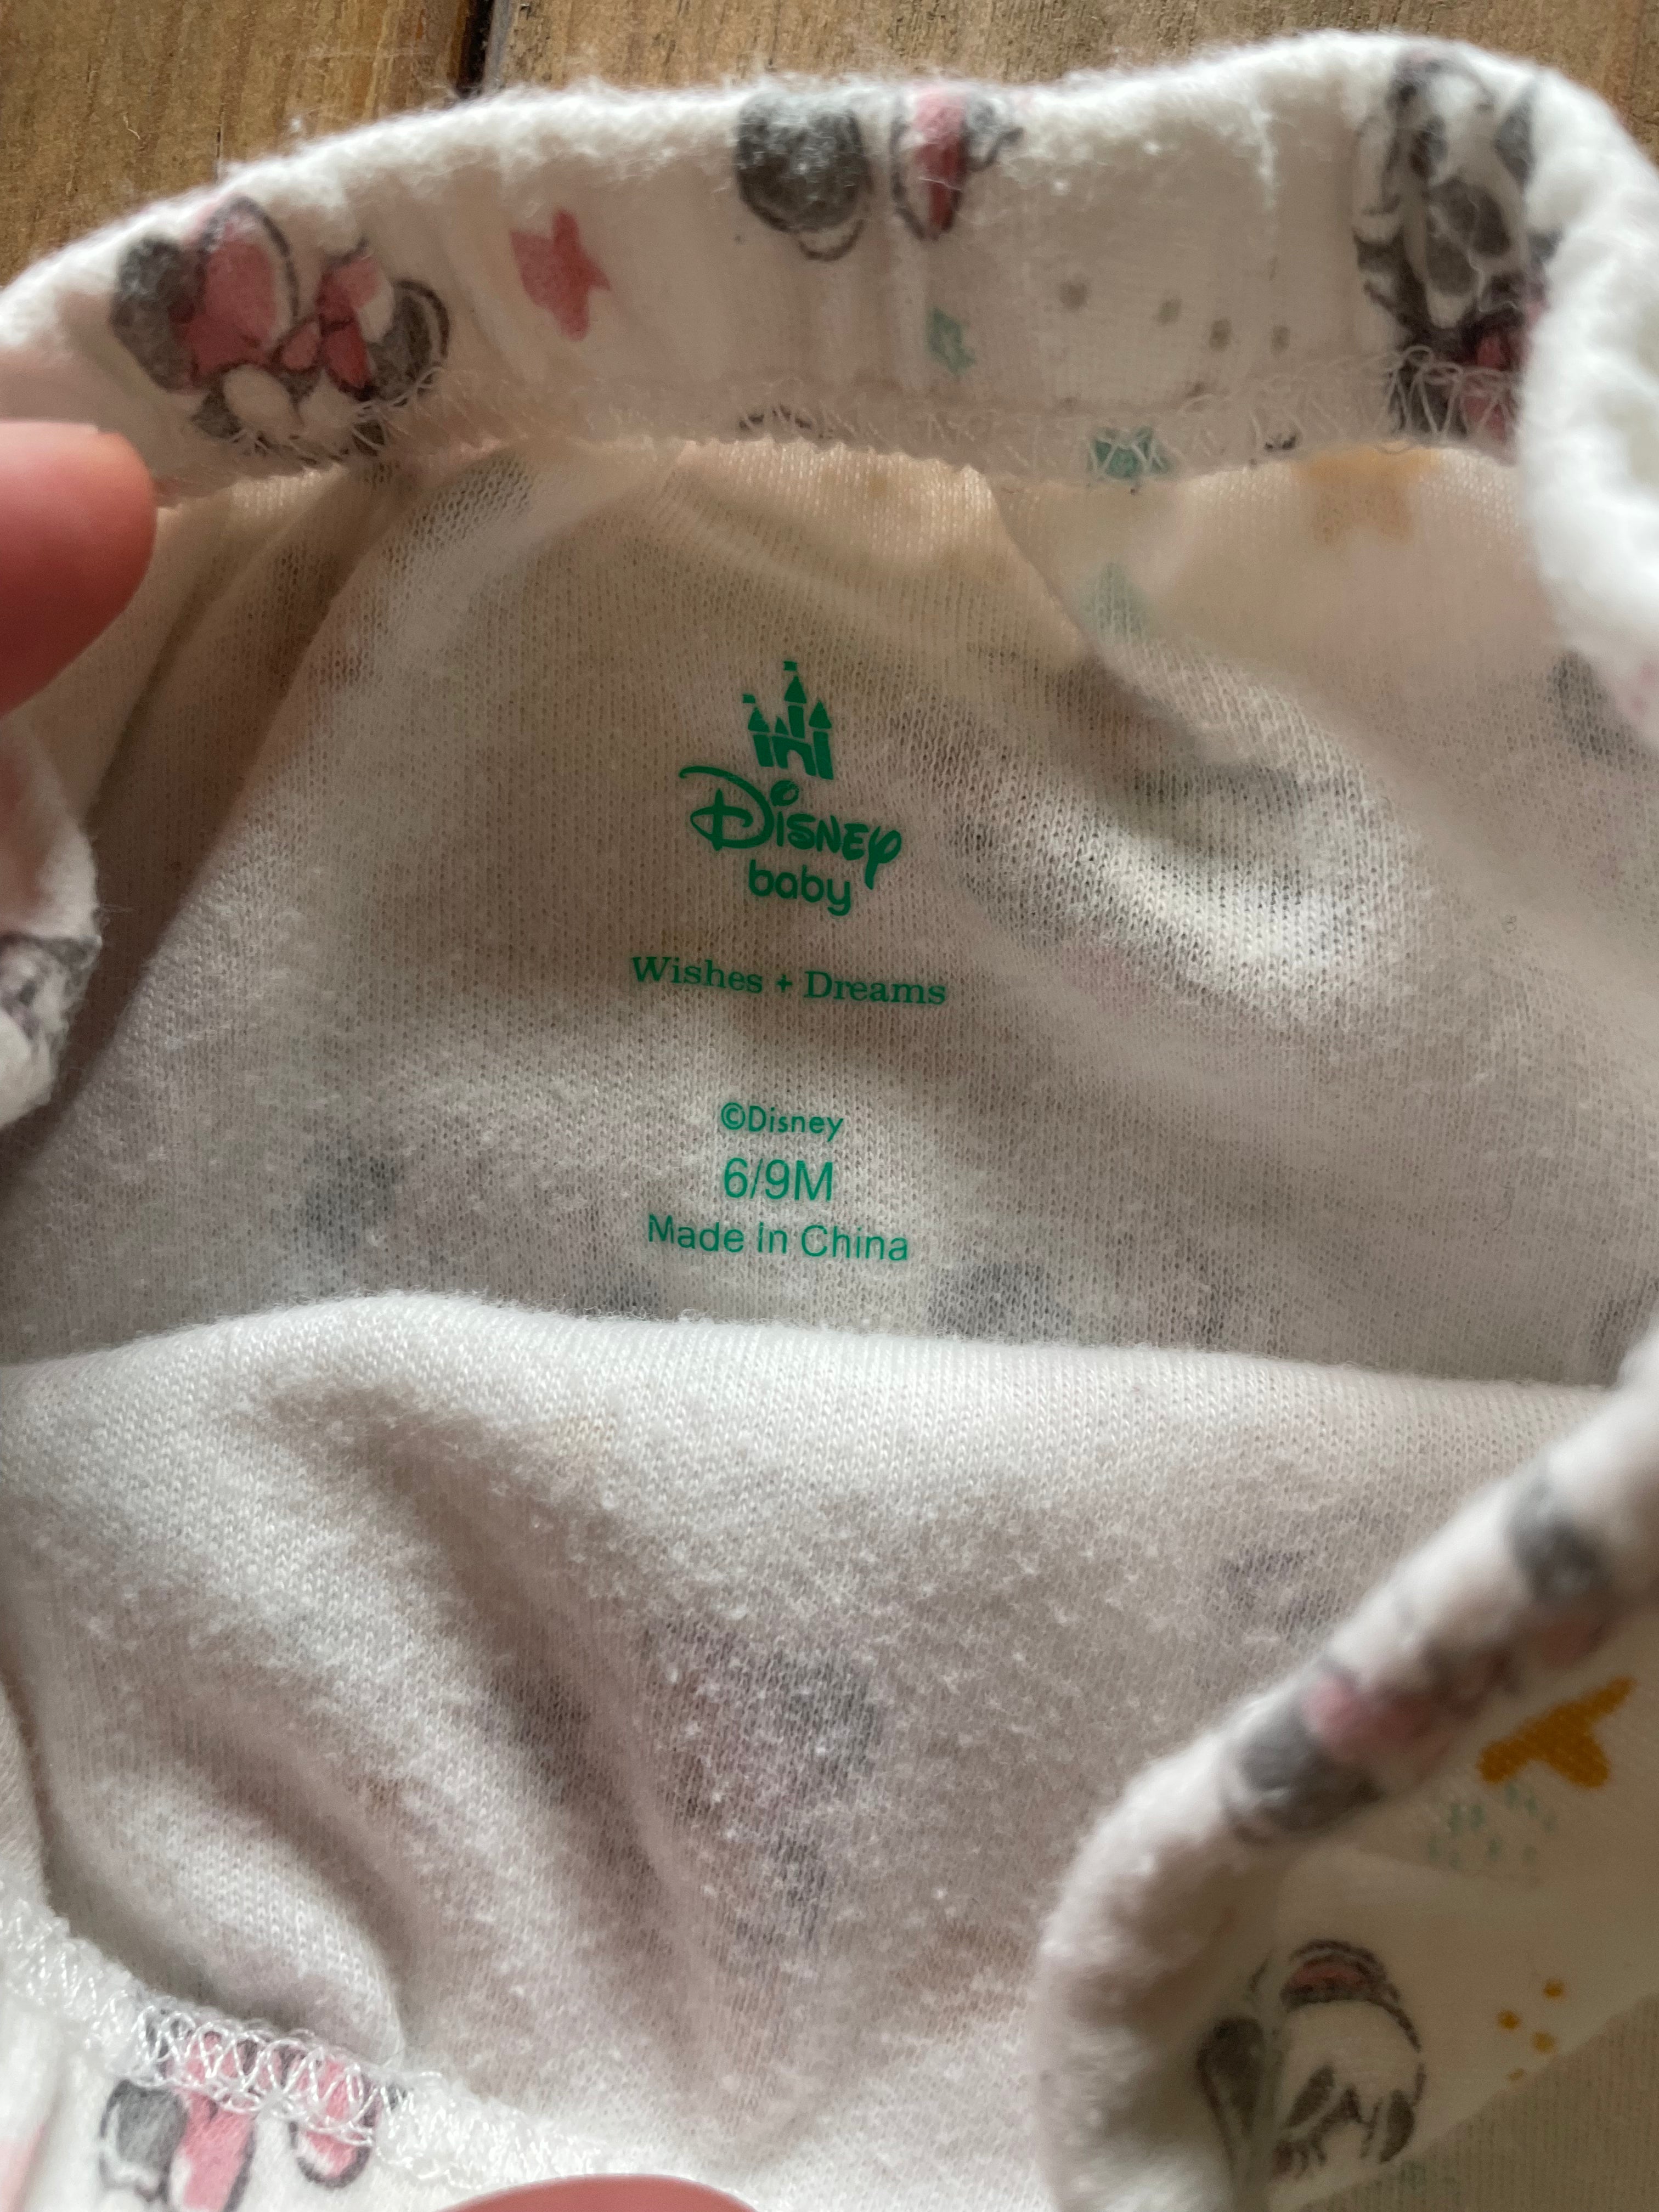 Disney
baby
Wishes + Dreams
©Disney
6/9M
Made In China